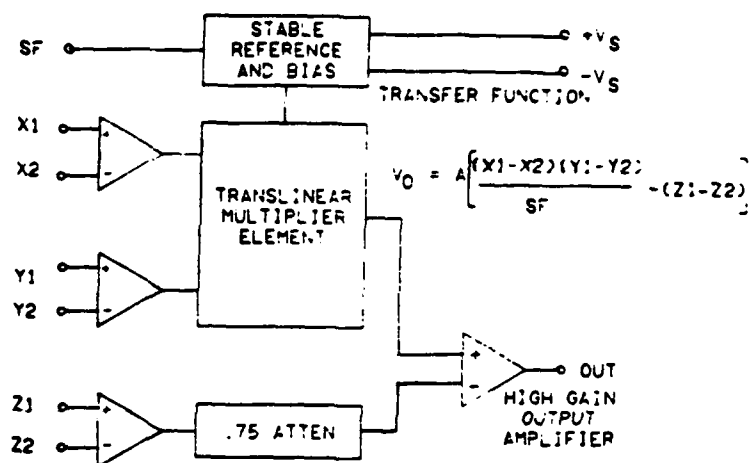 SF
STABLE
REFERENCE
AND BIAS
+VS
-VS
TRANSFER FUNCTION
X1
+
X2
-
TRANSLINEAR
MULTIPLIER
ELEMENT
VO = A[(X1-X2)(Y1-Y2)/SF -(Z1-Z2)]
Y1
+
Y2
-
+
-
OUT
HIGH GAIN
OUTPUT
AMPLIFIER
Z1
+
Z2
-
.75 ATTEN